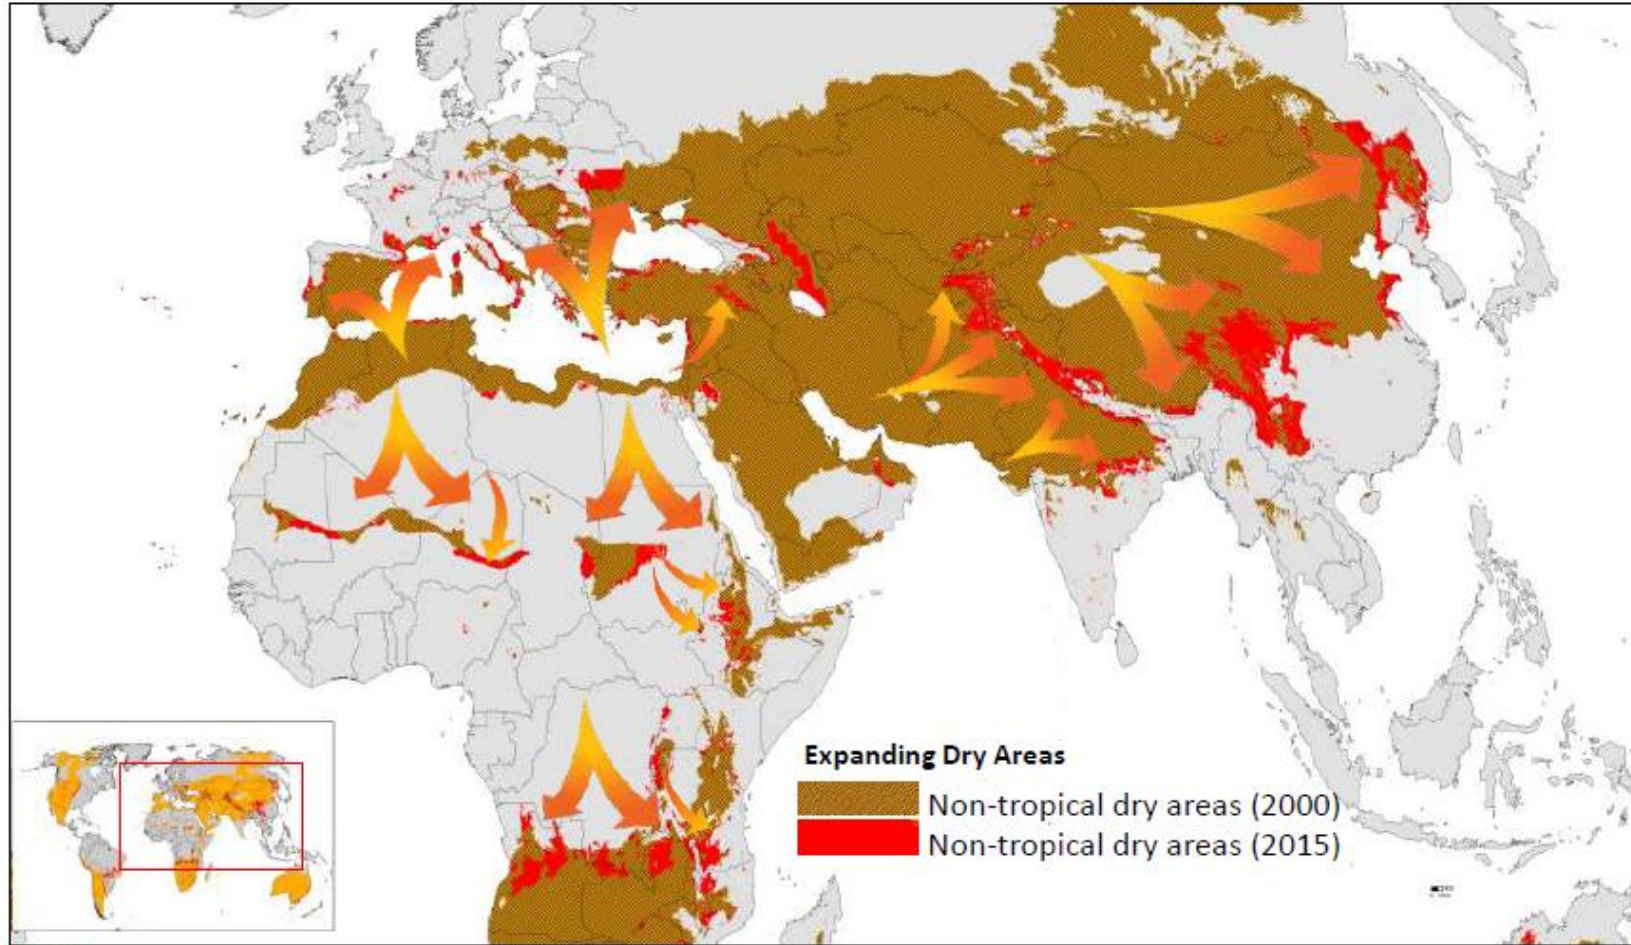 Expanding Dry Areas
Non-tropical dry areas (2000)
Non-tropical dry areas (2015)